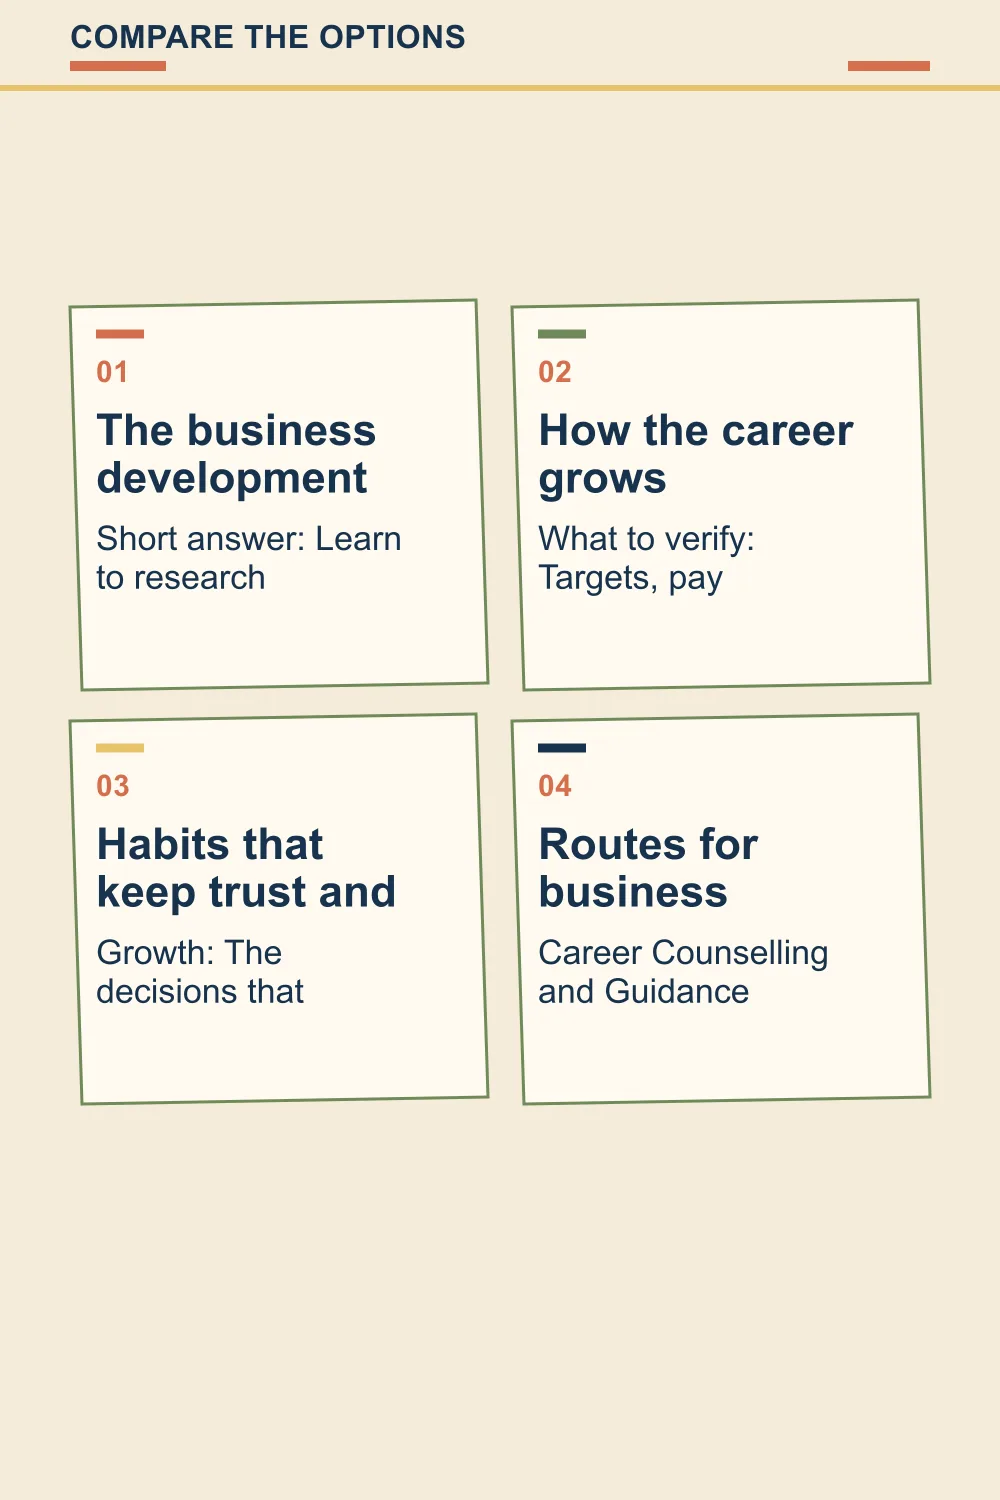 COMPARE THE OPTIONS
01
The business
development
Short answer: Learn
to research
02
How the career
grows
What to verify:
Targets, pay
03
Habits that
keep trust and
Growth: The
decisions that
04
Routes for
business
Career Counselling
and Guidance